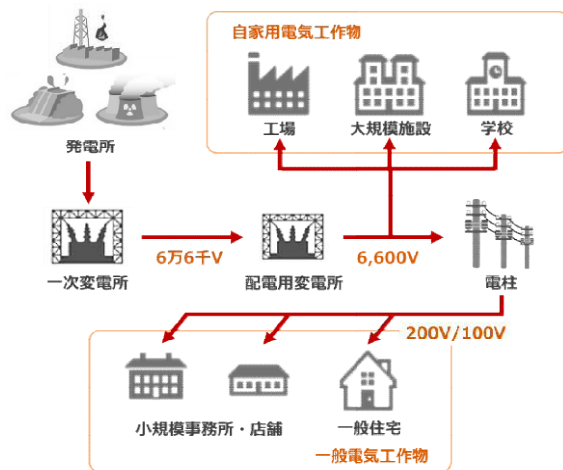 自家用電気工作物
工場
大規模施設
学校
発電所
6万6千V
6,600V
一次変電所
配電用変電所
電柱
200V/100V
小規模事務所・店舗
一般住宅
一般電気工作物